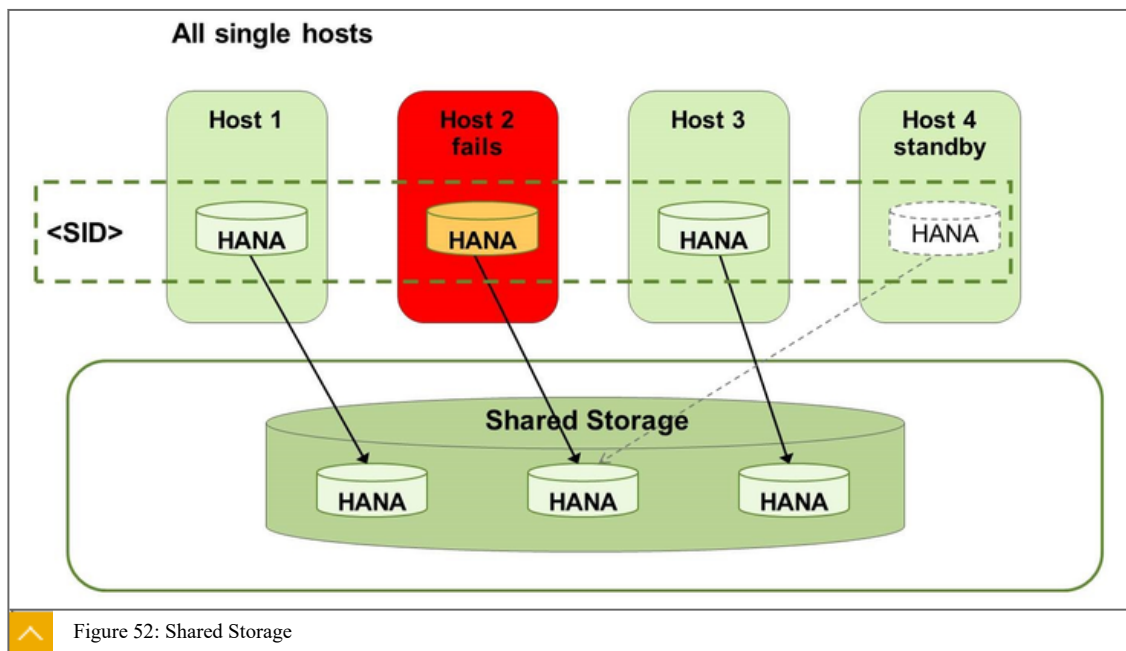 All single hosts
Host 1
Host 2
fails
Host 3
Host 4
standby
<SID>
HANA
HANA
HANA
HANA
Shared Storage
HANA
HANA
HANA
Figure 52: Shared Storage